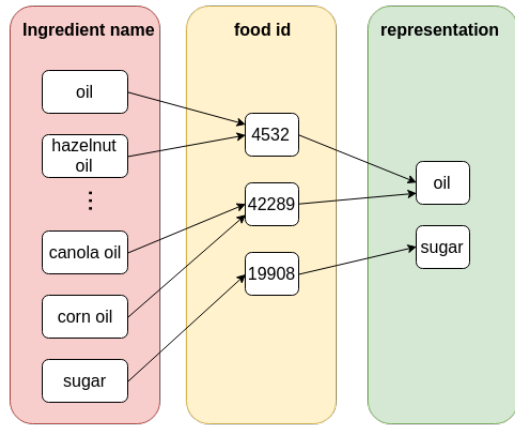 Ingredient name
oil
hazelnut
oil
canola oil
corn oil
sugar
food id
4532
42289
19908
representation
oil
sugar